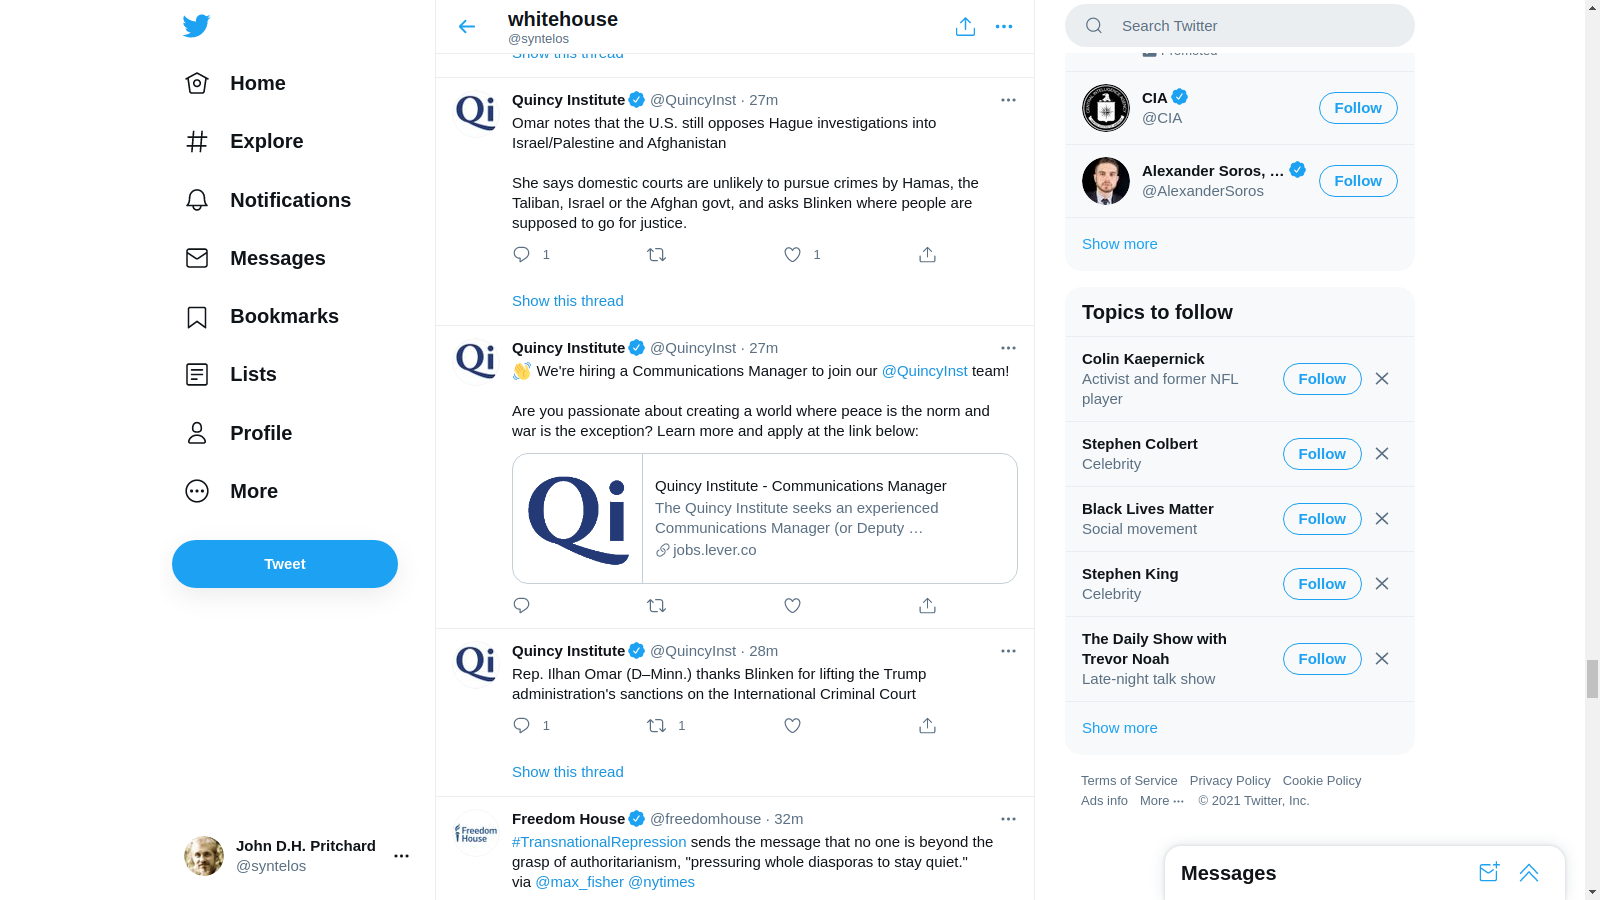 Home
Explore
Notifications
Messages
Bookmarks
Lists
Profile
More
Tweet
John D.H. Pritchard
@syntelos
whitehouse
@syntelos
Show this thread
Quincy Institute @QuincyInst · 27m
Omar notes that the U.S. still opposes Hague investigations into
Israel/Palestine and Afghanistan
She says domestic courts are unlikely to pursue crimes by Hamas, the
Taliban, Israel or the Afghan govt, and asks Blinken where people are
supposed to go for justice.
1 1
Show this thread
Quincy Institute @QuincyInst · 27m
👋 We're hiring a Communications Manager to join our @QuincyInst team!
Are you passionate about creating a world where peace is the norm and
war is the exception? Learn more and apply at the link below:
Qi
Quincy Institute - Communications Manager
The Quincy Institute seeks an experienced
Communications Manager (or Deputy …
jobs.lever.co
Quincy Institute @QuincyInst · 28m
Rep. Ilhan Omar (D–Minn.) thanks Blinken for lifting the Trump
administration's sanctions on the International Criminal Court
1 1
Show this thread
Freedom House @freedomhouse · 32m
#TransnationalRepression sends the message that no one is beyond the
grasp of authoritarianism, "pressuring whole diasporas to stay quiet."
via @max_fisher @nytimes
Qi
Qi
Qi
Freedom
House
Search Twitter
Promoted
CIA
@CIA
Follow
Alexander Soros, …
@AlexanderSoros
Follow
Show more
Topics to follow
Colin Kaepernick
Activist and former NFL
player
Follow
Stephen Colbert
Celebrity
Follow
Black Lives Matter
Social movement
Follow
Stephen King
Celebrity
Follow
The Daily Show with
Trevor Noah
Late-night talk show
Follow
Show more
Terms of Service Privacy Policy Cookie Policy
Ads info More ··· © 2021 Twitter, Inc.
Messages